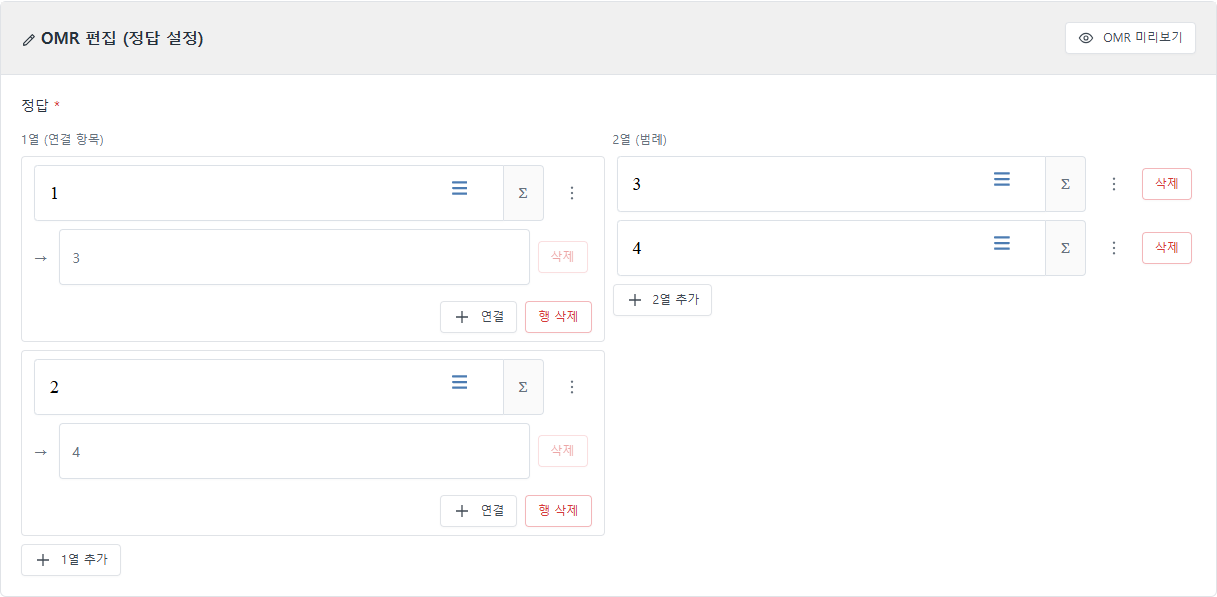 OMR 편집 (정답 설정)
OMR 미리보기
정답 *
1열 (연결 항목)
1
Σ
→ 3
삭제
연결
행 삭제
2
Σ
→ 4
삭제
연결
행 삭제
1열 추가
2열 (범례)
3
Σ
삭제
4
Σ
삭제
2열 추가